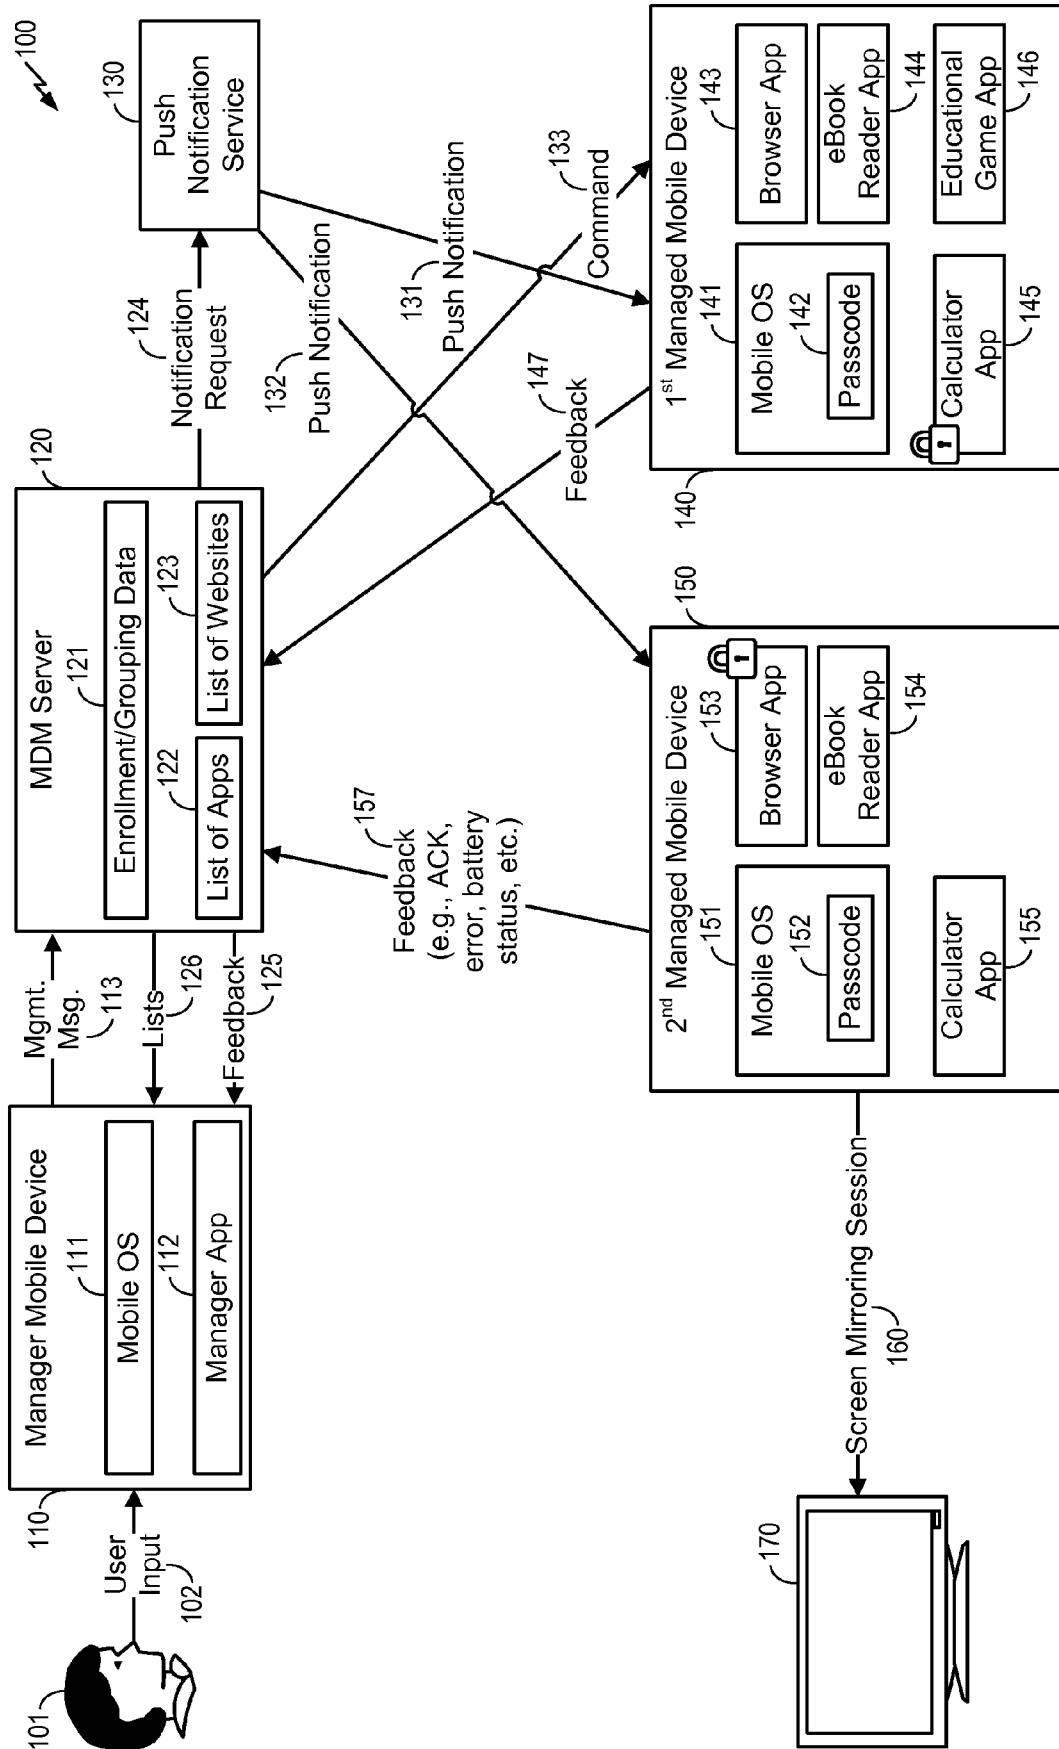 100
101
User
Input
102
110
Manager Mobile Device
111
Mobile OS
112
Manager App
Mgmt.
Msg.
113
Lists
126
Feedback
125
120
MDM Server
121
Enrollment/Grouping Data
122
List of Apps
123
List of Websites
124
Notification
Request
130
Push
Notification
Service
132
Push Notification
131
Push Notification
133
Command
147
Feedback
157
Feedback
(e.g., ACK,
error, battery
status, etc.)
170
Screen Mirroring Session
160
150
2nd Managed Mobile Device
151
Mobile OS
152
Passcode
153
Browser App
eBook
Reader App
154
Calculator
App
155
140
1st Managed Mobile Device
141
Mobile OS
142
Passcode
143
Browser App
eBook
Reader App
144
Calculator
App
145
Educational
Game App
146